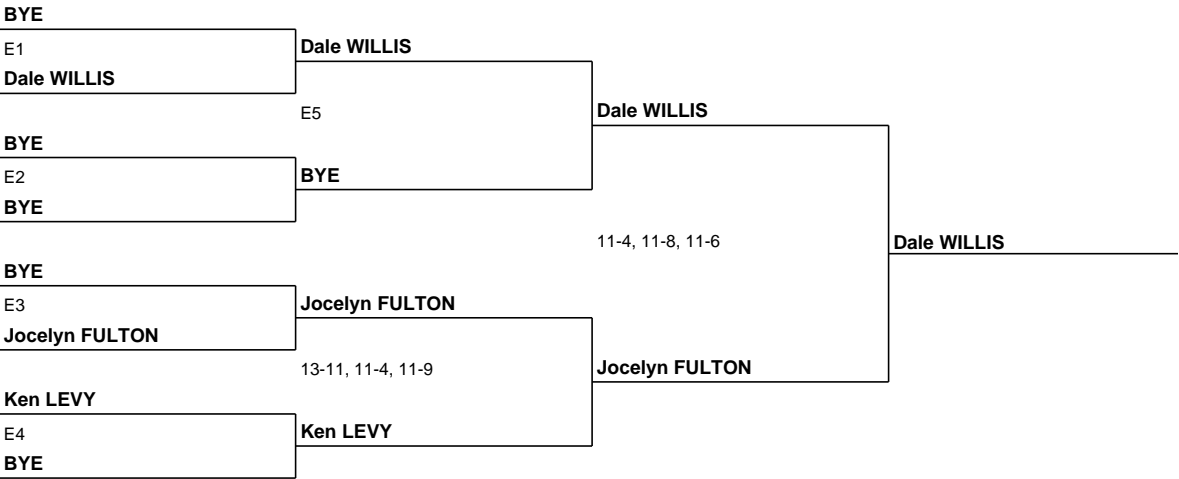 BYE
E1
Dale WILLIS
BYE
E2
BYE
BYE
E3
Jocelyn FULTON
Ken LEVY
E4
BYE
Dale WILLIS
E5
BYE
Jocelyn FULTON
13-11, 11-4, 11-9
Ken LEVY
Dale WILLIS
11-4, 11-8, 11-6
Jocelyn FULTON
Dale WILLIS